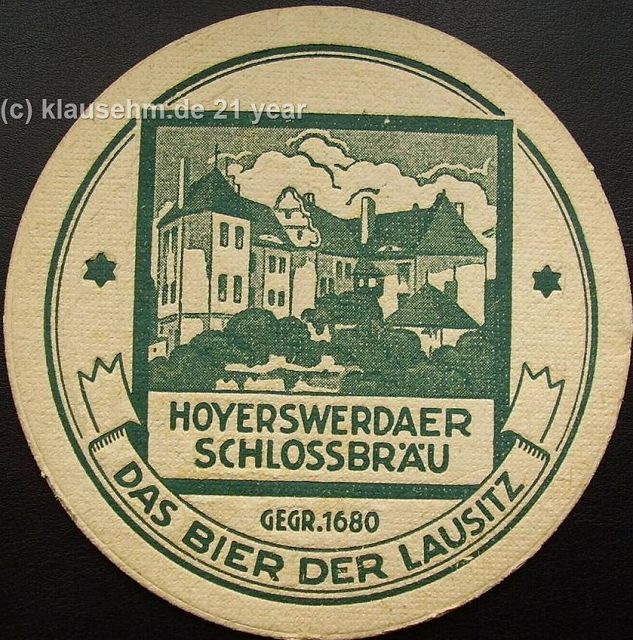 (c) klausehm.de 21 year
HOYERSWERDAER
SCHLOSSBRÄU
GEGR.1680
DAS BIER DER LAUSITZ